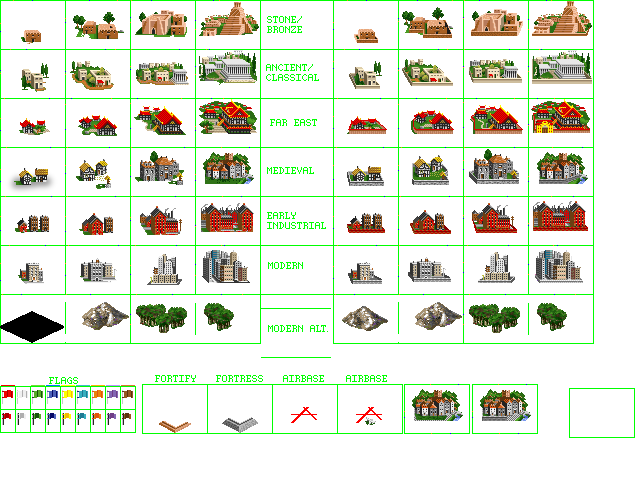 STONE/
BRONZE
ANCIENT/
CLASSICAL
FAR EAST
MEDIEVAL
EARLY
INDUSTRIAL
MODERN
MODERN ALT.
FLAGS
FORTIFY
FORTRESS
AIRBASE
AIRBASE